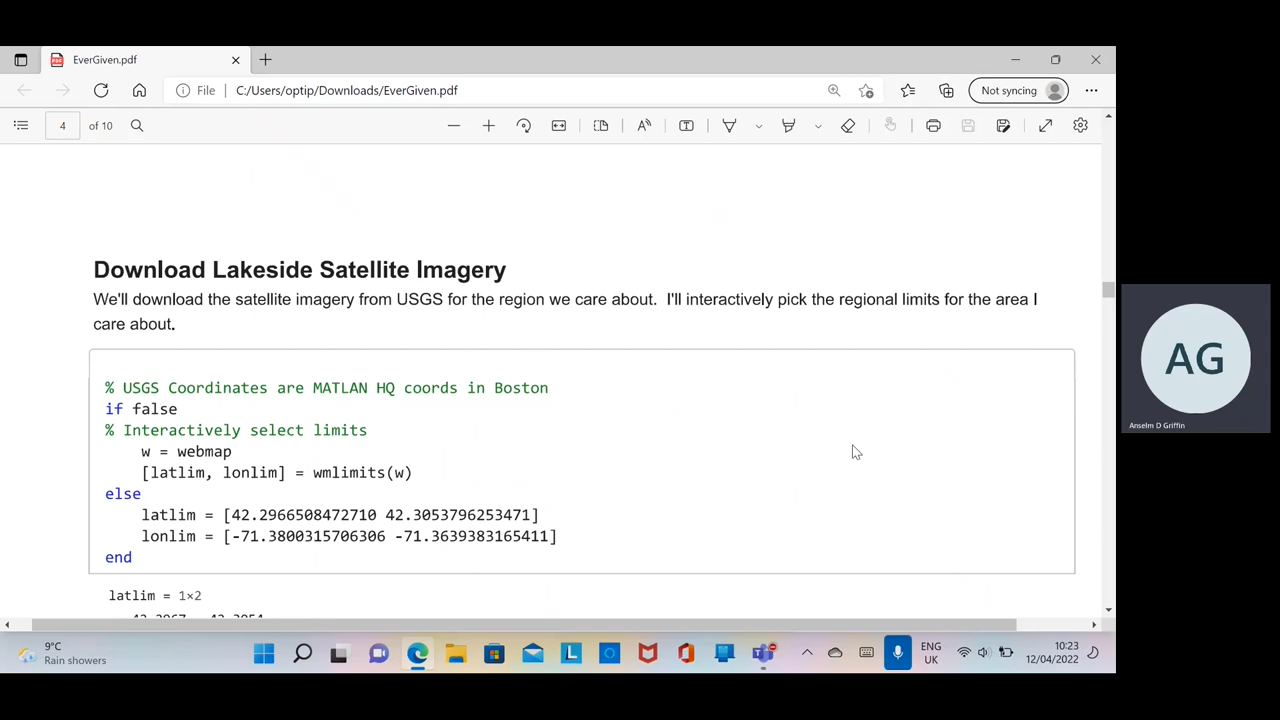 EverGiven.pdf
File
C:/Users/optip/Downloads/EverGiven.pdf
Not syncing
4
of 10
Download Lakeside Satellite Imagery
We'll download the satellite imagery from USGS for the region we care about. I'll interactively pick the regional limits for the area I
care about.
% USGS Coordinates are MATLAN HQ coords in Boston
if false
% Interactively select limits
w = webmap
[latlim, lonlim] = wmlimits(w)
else
latlim = [42.2966508472710 42.3053796253471]
lonlim = [-71.3800315706306 -71.3639383165411]
end
latlim = 1×2
AG
Anselm D Griffin
9°C
Rain showers
ENG
UK
10:23
12/04/2022